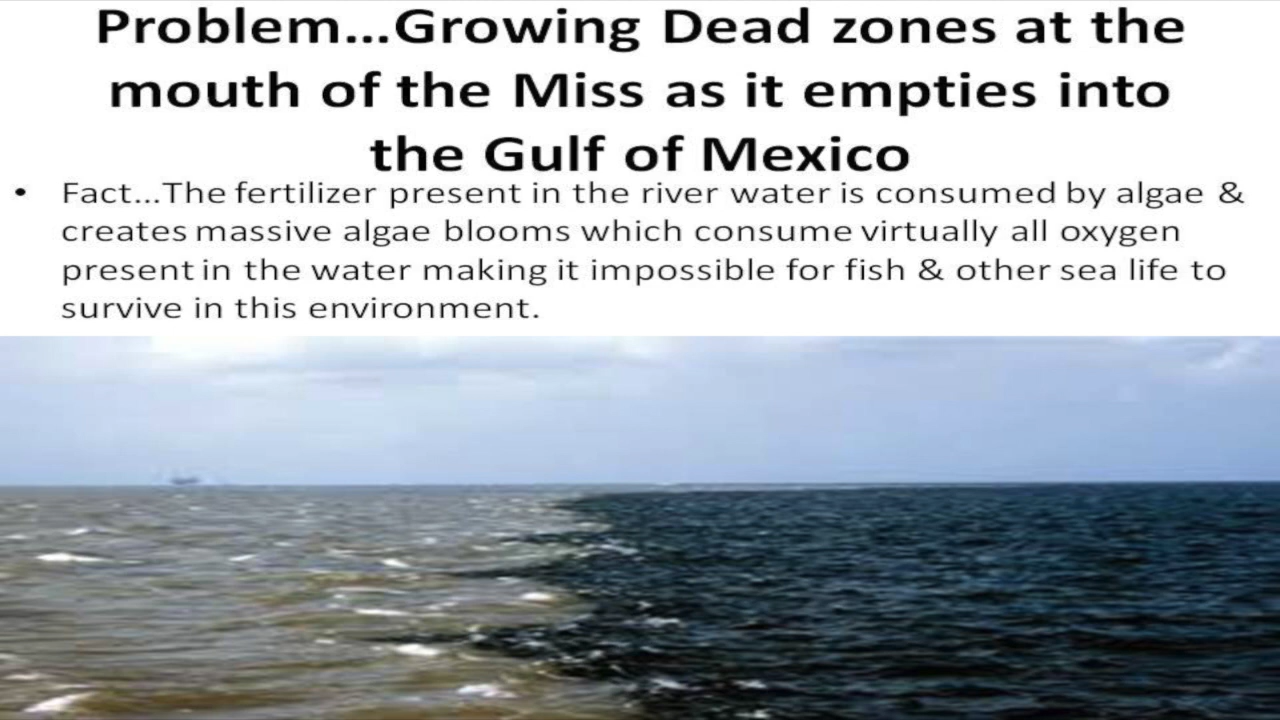 Problem...Growing Dead zones at the
mouth of the Miss as it empties into
the Gulf of Mexico
• Fact...The fertilizer present in the river water is consumed by algae &
creates massive algae blooms which consume virtually all oxygen
present in the water making it impossible for fish & other sea life to
survive in this environment.